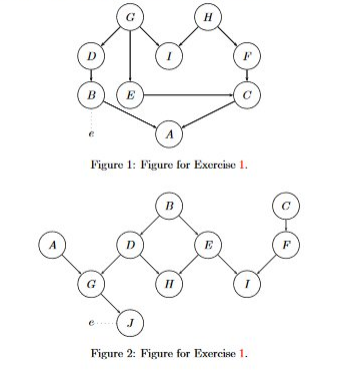 G H
D I F
B E C
e A
Figure 1: Figure for Exercise 1.
B C
A D E F
G H I
e J
Figure 2: Figure for Exercise 1.